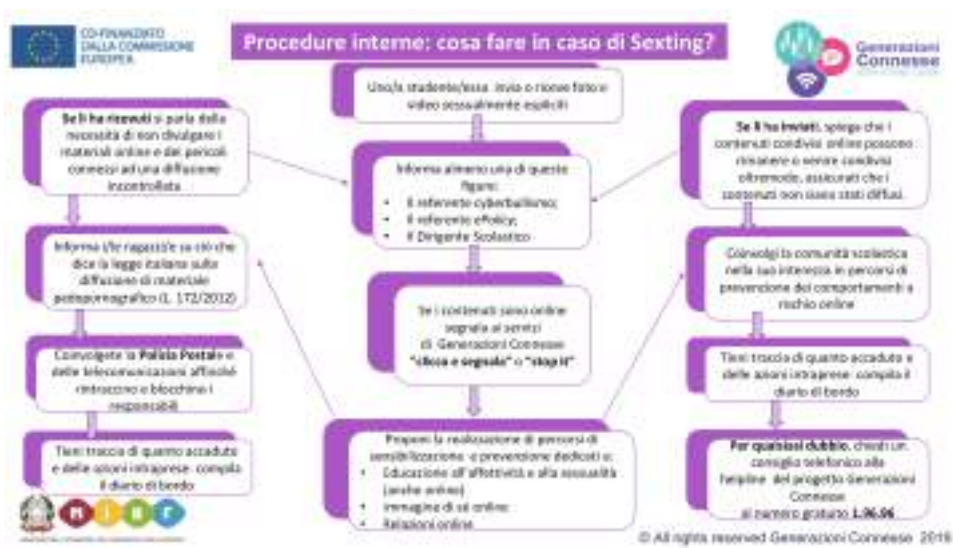 CO-FINANZIATO
DALLA COMMISSIONE
EUROPEA
Procedure interne: cosa fare in caso di Sexting?
Generazioni
Connesse
Uno/a studente/essa invia o riceve foto e
video sessualmente espliciti
Se li ha ricevuti si parla della
necessità di non divulgare i
materiali online e dei pericoli
connessi ad una diffusione
incontrollata
Informa i/le ragazzi/e su ciò che
dice la legge italiana sulla
diffusione di materiale
pedopornografico (L. 172/2012)
Coinvolgete la Polizia Postale e
delle telecomunicazioni affinché
rintraccino e blocchino i
responsabili
Tieni traccia di quanto accaduto
e delle azioni intraprese compila
il diario di bordo
Informa almeno una di queste
figure:
• Il referente cyberbullismo;
• Il referente ePolicy;
• Il Dirigente Scolastico
Se i contenuti sono online
segnala ai servizi
di Generazioni Connesse
"clicca e segnala" o "stop it"
Proponi la realizzazione di percorsi di
sensibilizzazione e prevenzione dedicati a:
• Educazione all'affettività e alla sessualità
(anche online)
• Immagine di sé online
• Relazioni online
Se li ha inviati, spiega che i
contenuti condivisi online possono
rimanere o venire condivisi
oltremodo, assicurati che i
contenuti non siano stati diffusi.
Coinvolgi la comunità scolastica
nella sua interezza in percorsi di
prevenzione dei comportamenti a
rischio online
Tieni traccia di quanto accaduto e
delle azioni intraprese compila il
diario di bordo
Per qualsiasi dubbio, chiedi un
consiglio telefonico alla
helpline del progetto Generazioni
Connesse
al numero gratuito 1.96.96
MIUR
© All rights reserved Generazioni Connesse 2019